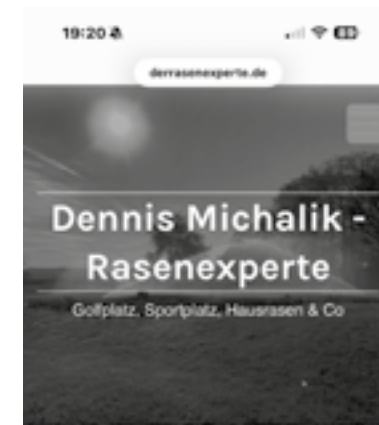 19:20
derrasenexperte.de
Dennis Michalik -
Rasenexperte
Golfplatz, Sportplatz, Hausrasen & Co